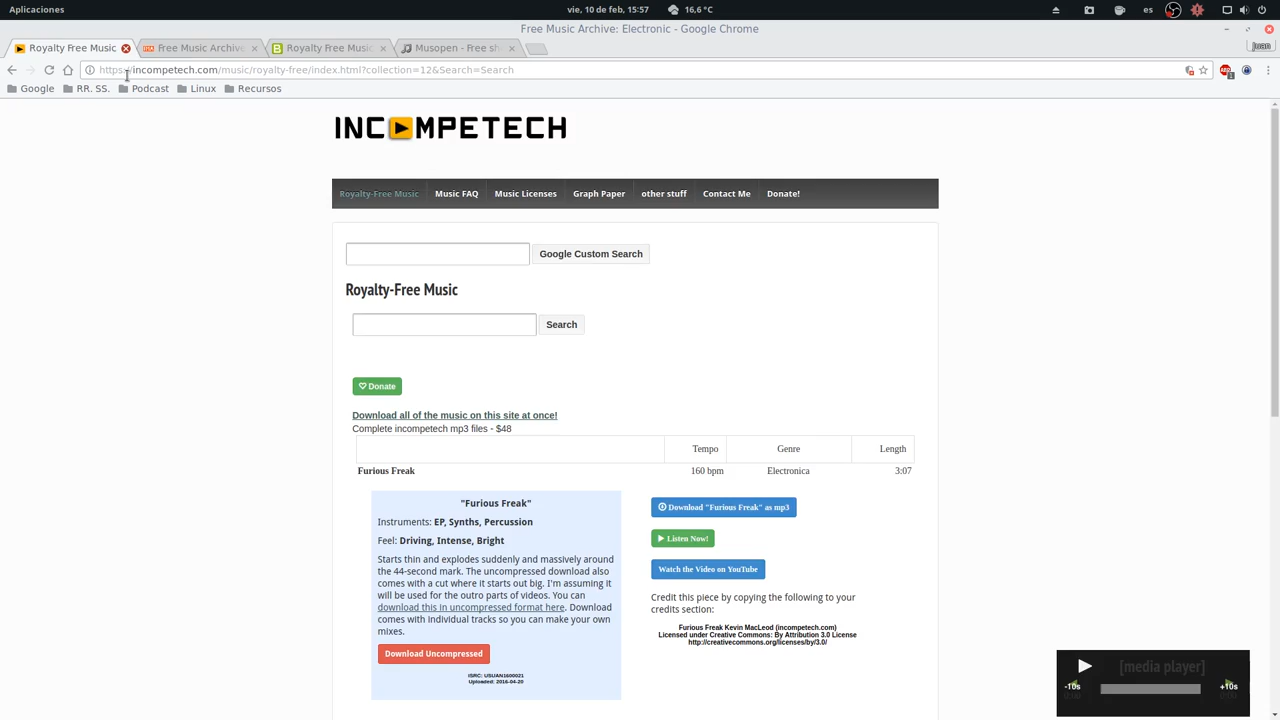 Aplicaciones
vie, 10 de feb, 15:57
16,6 °C
es
Free Music Archive: Electronic - Google Chrome
Royalty Free Music
Free Music Archive
Royalty Free Music
Musopen - Free sh
juan
https://incompetech.com/music/royalty-free/index.html?collection=12&Search=Search
Google
RR. SS.
Podcast
Linux
Recursos
INCOMPETECH
Royalty-Free Music
Music FAQ
Music Licenses
Graph Paper
other stuff
Contact Me
Donate!
Google Custom Search
Royalty-Free Music
Search
Donate
Download all of the music on this site at once!
Complete incompetech mp3 files - $48
Tempo Genre Length
Furious Freak 160 bpm Electronica 3:07
"Furious Freak"
Instruments: EP, Synths, Percussion
Feel: Driving, Intense, Bright
Starts thin and explodes suddenly and massively around
the 44-second mark. The uncompressed download also
comes with a cut where it starts out big. I'm assuming it
will be used for the outro parts of videos. You can
download this in uncompressed format here. Download
comes with individual tracks so you can make your own
mixes.
Download Uncompressed
ISRC: USUAN1600021
Uploaded: 2016-04-20
Download "Furious Freak" as mp3
Listen Now!
Watch the Video on YouTube
Credit this piece by copying the following to your
credits section:
Furious Freak Kevin MacLeod (incompetech.com)
Licensed under Creative Commons: By Attribution 3.0 License
http://creativecommons.org/licenses/by/3.0/
[media player]
-10s
+10s